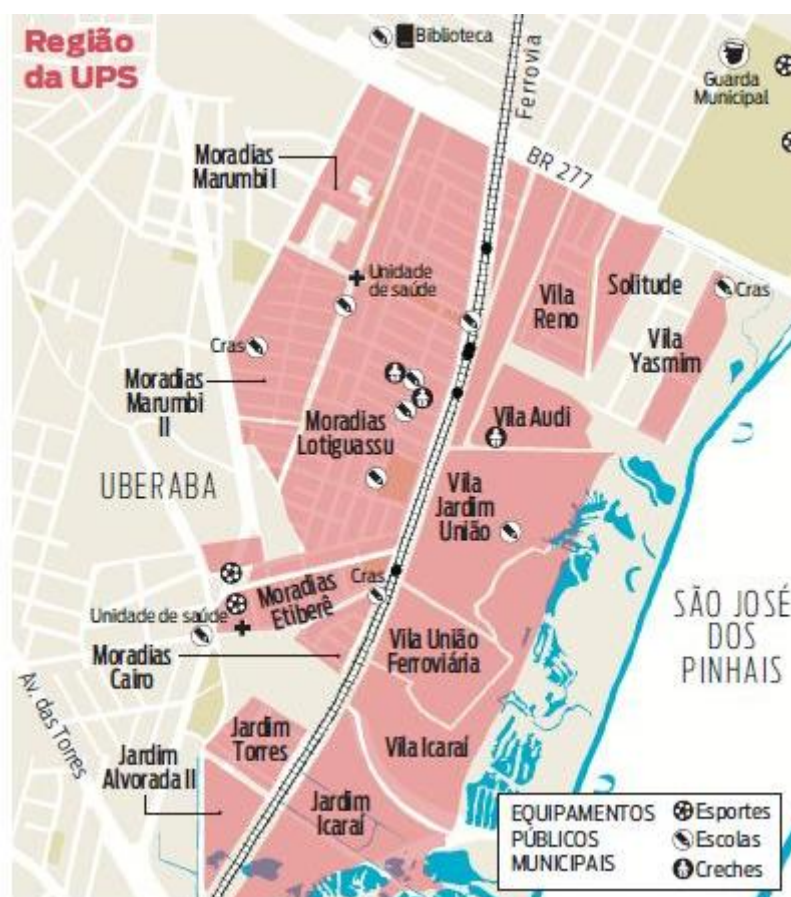 Região
da UPS
Biblioteca
Ferrovia
Guarda
Municipal
BR 277
Moradias
Marumbi I
Unidade
de saúde
Vila
Reno
Solitude
Cras
Vila
Yasmim
Cras
Moradias
Marumbi
II
Moradias
Lotiguassu
Vila Audi
UBERABA
Vila
Jardim
União
Cras
Moradias
Etiberê
Unidade de saúde
Moradias
Cairo
Vila União
Ferroviária
SÃO JOSÉ
DOS
PINHAIS
Av. das Torres
Jardim
Torres
Vila Icaraí
Jardim
Alvorada II
Jardim
Icaraí
EQUIPAMENTOS
PÚBLICOS
MUNICIPAIS
Esportes
Escolas
Creches